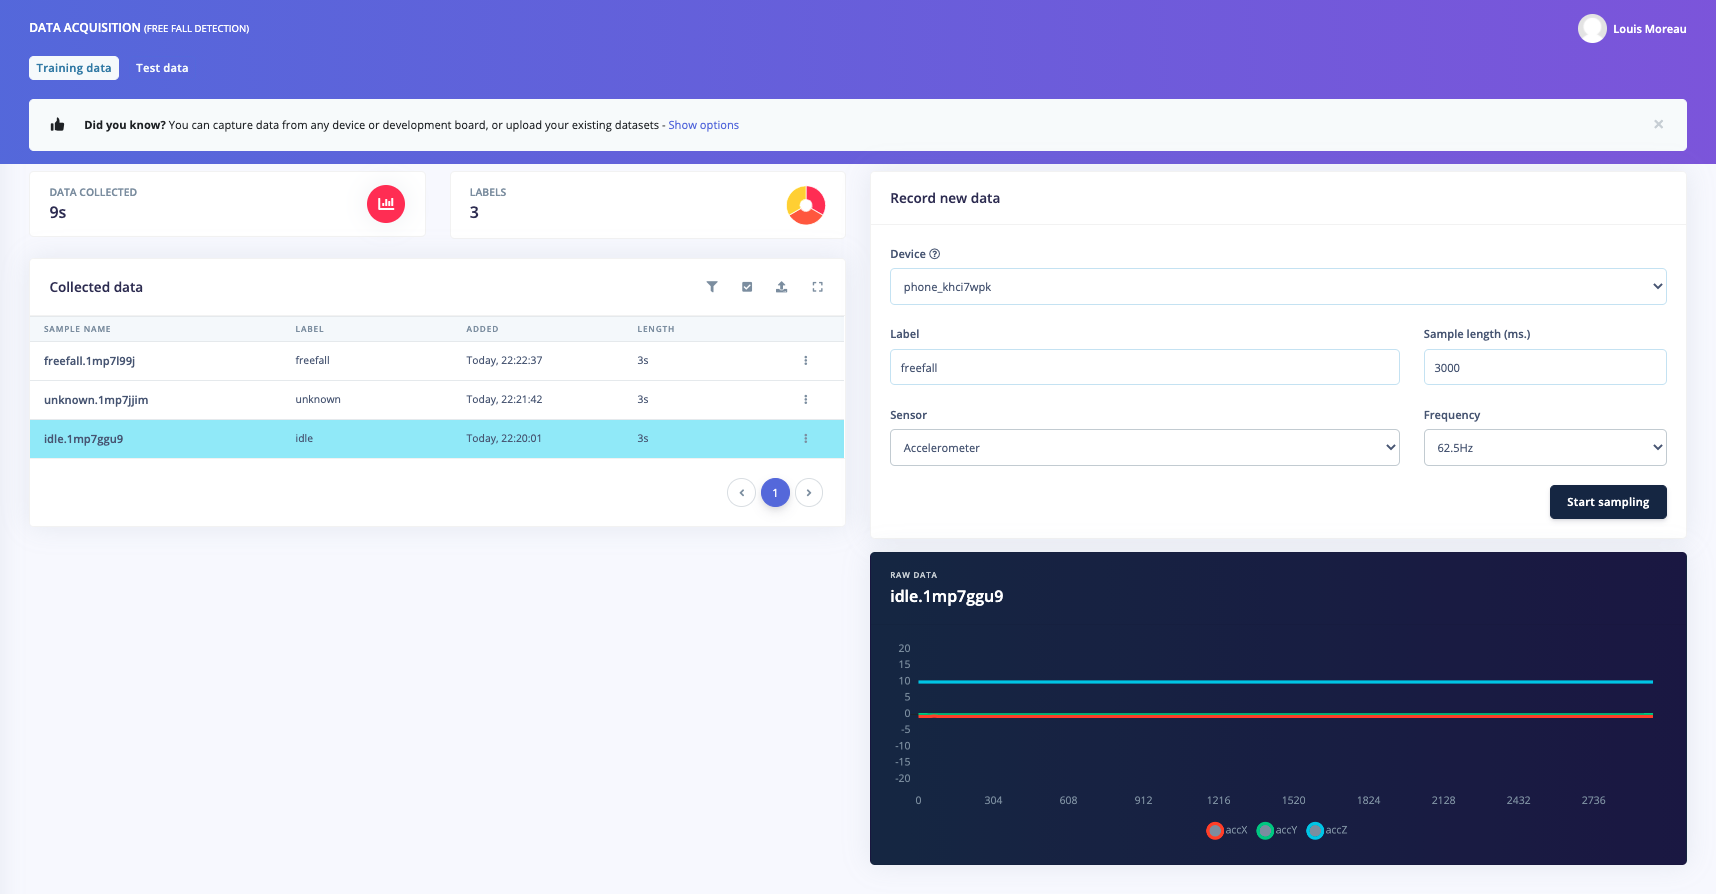 DATA ACQUISITION (FREE FALL DETECTION)
Louis Moreau
Training data
Test data
Did you know? You can capture data from any device or development board, or upload your existing datasets - Show options
×
DATA COLLECTED
9s
LABELS
3
Collected data
SAMPLE NAME LABEL ADDED LENGTH
freefall.1mp7l99j freefall Today, 22:22:37 3s
unknown.1mp7jjim unknown Today, 22:21:42 3s
idle.1mp7ggu9 idle Today, 22:20:01 3s
1
Record new data
Device
phone_khci7wpk
Label Sample length (ms.)
freefall 3000
Sensor Frequency
Accelerometer 62.5Hz
Start sampling
RAW DATA
idle.1mp7ggu9
20
15
10
5
0
-5
-10
-15
-20
0 304 608 912 1216 1520 1824 2128 2432 2736
accX accY accZ